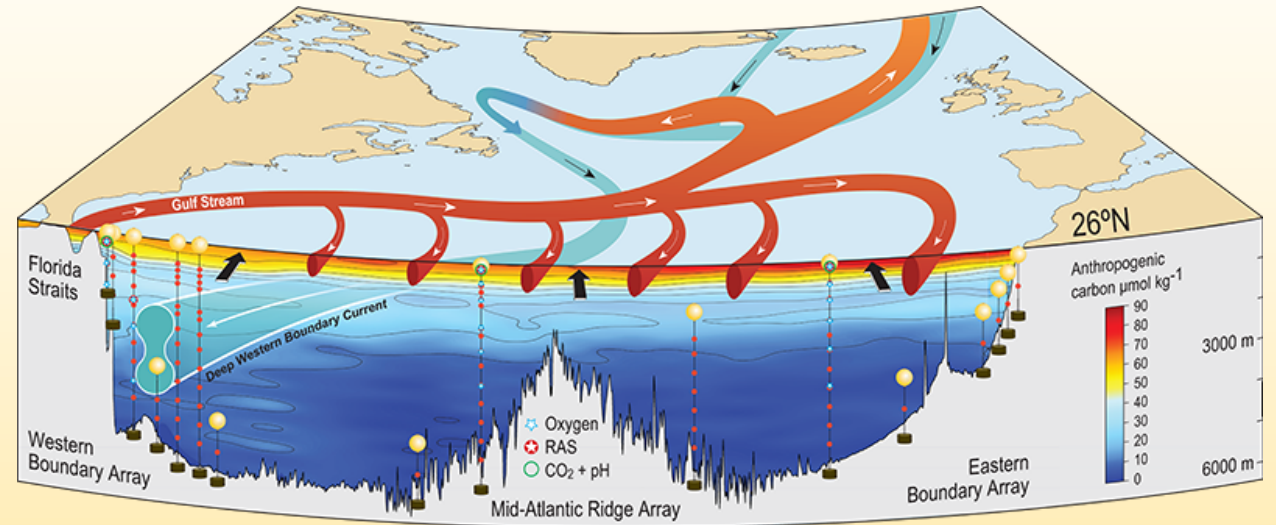 Gulf Stream
26ºN
Florida
Straits
Anthropogenic
carbon µmol kg-1
90
80
70
60
50
40
30
20
10
0
3000 m
6000 m
Deep Western Boundary Current
Oxygen
RAS
CO2 + pH
Western
Boundary Array
Mid-Atlantic Ridge Array
Eastern
Boundary Array